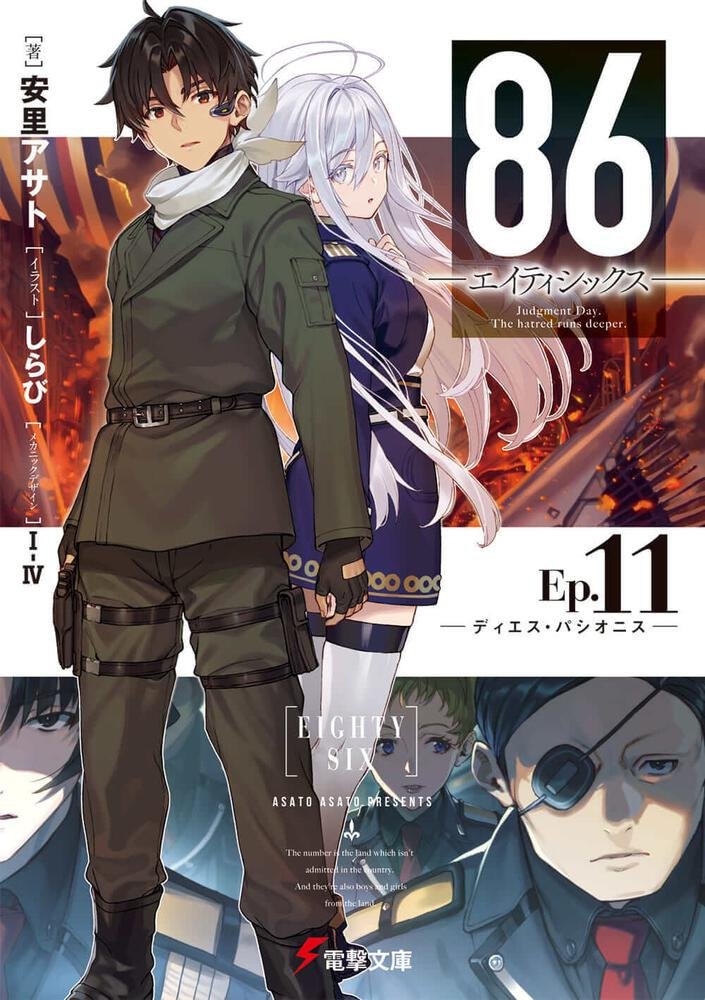 86
―エイティシックス―
Judgment Day.
The hatred runs deeper.
[著]安里アサト[イラスト]しらび[メカニックデザイン]I-IV
Ep.11
―ディエス・パシオニス―
[EIGHTY
SIX]
ASATO ASATO PRESENTS
The number is the land which isn't
admitted in the country.
And they're also boys and girls
from the land.
電撃文庫